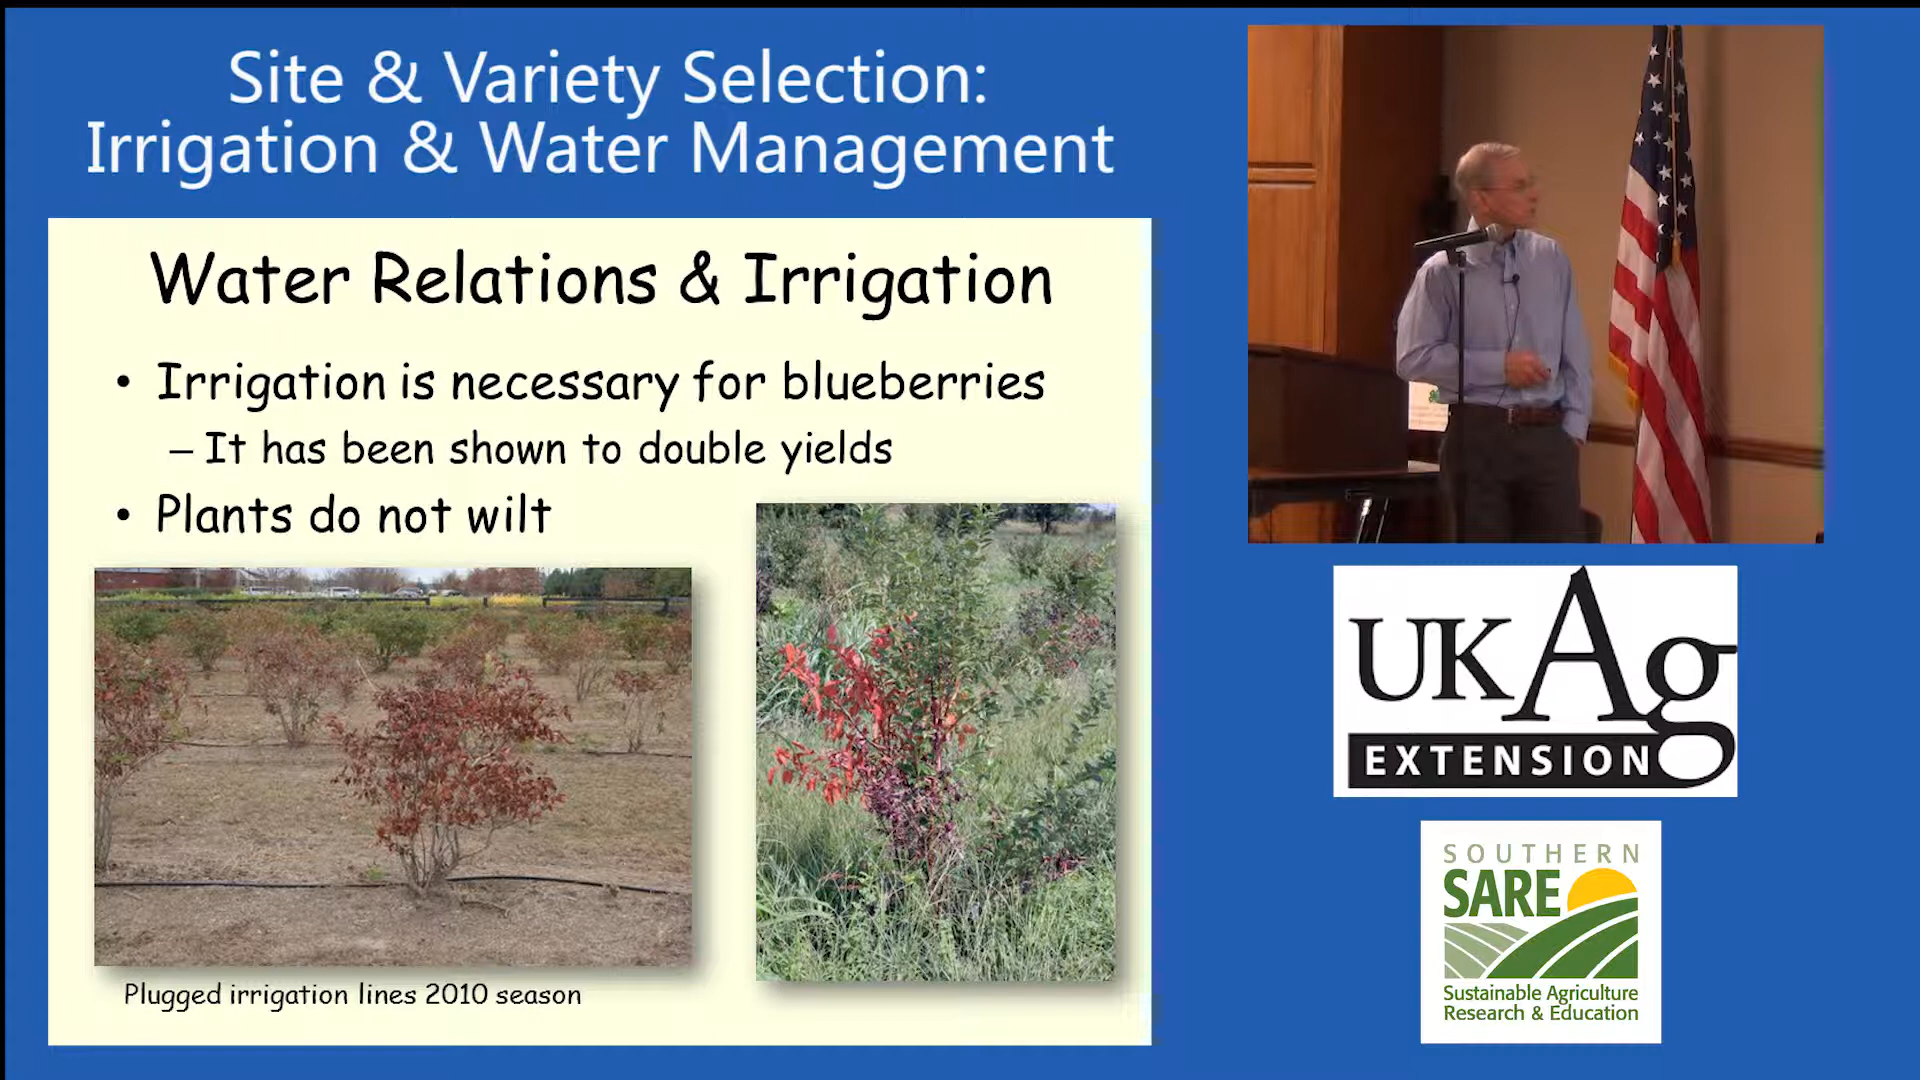 Site & Variety Selection:
Irrigation & Water Management
Water Relations & Irrigation
• Irrigation is necessary for blueberries
– It has been shown to double yields
• Plants do not wilt
Plugged irrigation lines 2010 season
UKAg
EXTENSION
SOUTHERN
SARE
Sustainable Agriculture
Research & Education